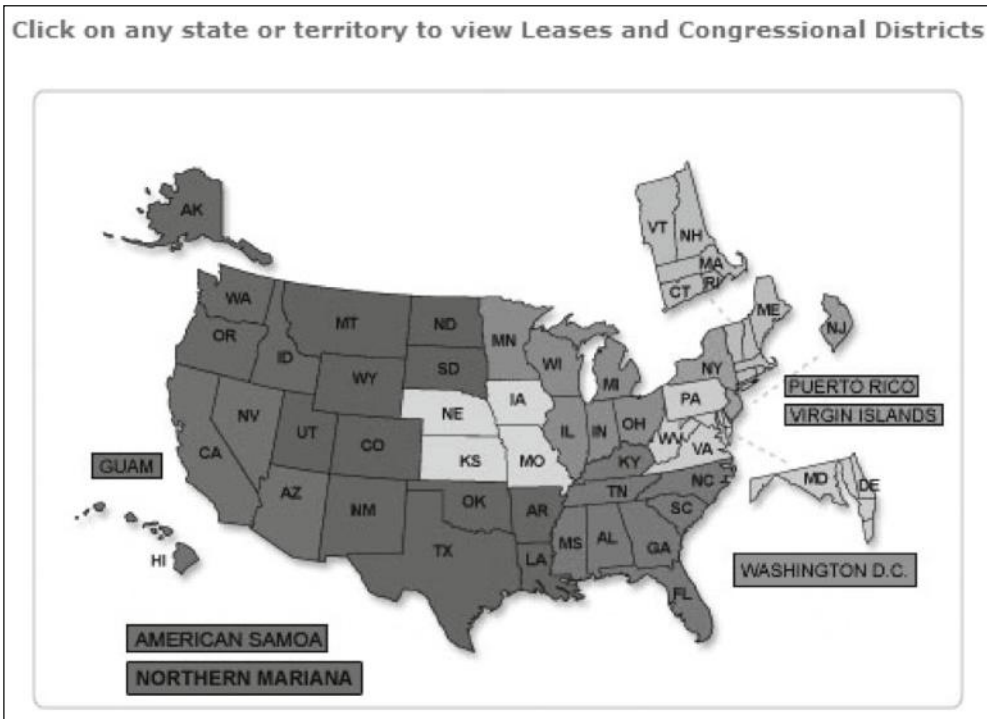 Click on any state or territory to view Leases and Congressional Districts
AK
VT
NH
MA
RI
CT
ME
NJ
WA
MT
ND
MN
OR
ID
WI
NY
SD
WY
MI
PUERTO RICO
IA
PA
NE
VIRGIN ISLANDS
NV
OH
UT
IL
IN
WV
CO
VA
CA
KS
MO
KY
GUAM
NC
MD
DE
AZ
TN
OK
NM
AR
SC
MS
AL
GA
TX
HI
LA
WASHINGTON D.C.
FL
AMERICAN SAMOA
NORTHERN MARIANA